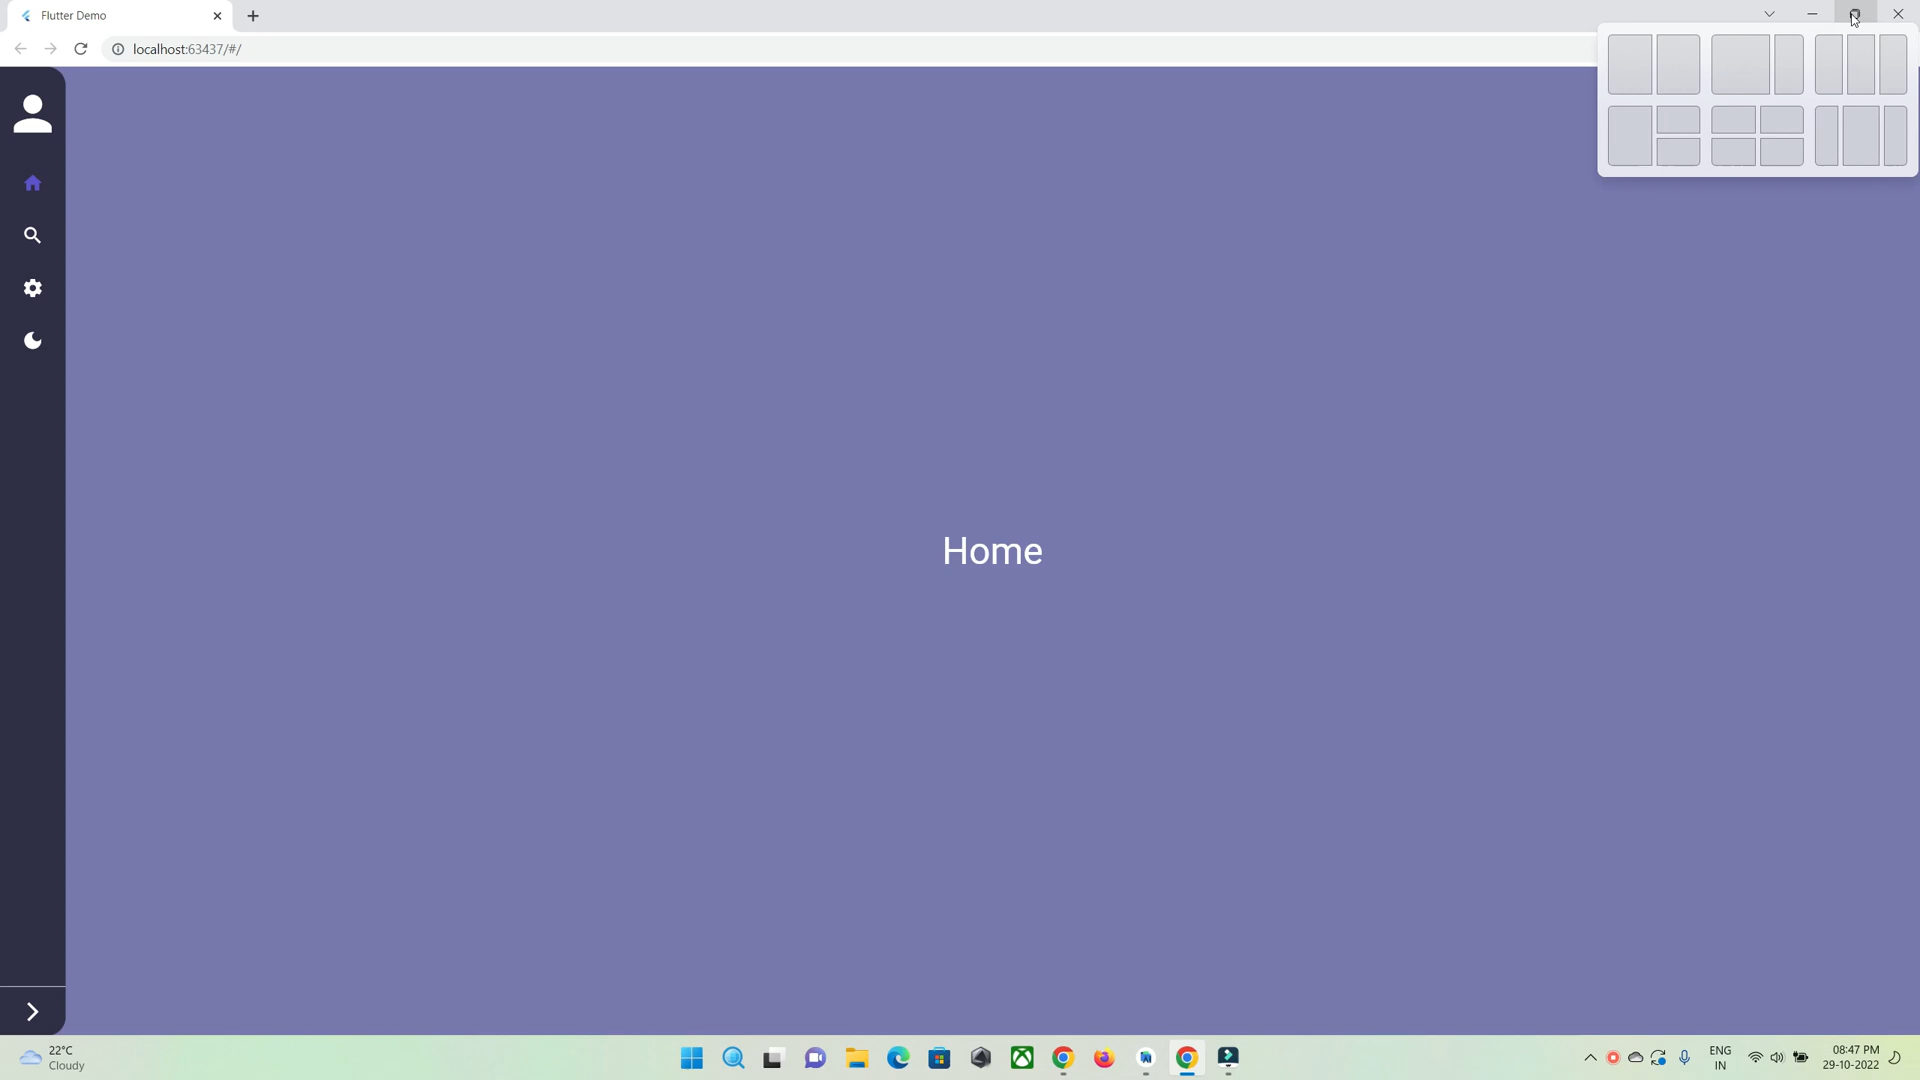 Flutter Demo
localhost:63437/#/
Home
22°C
Cloudy
ENG
IN
08:47 PM
29-10-2022